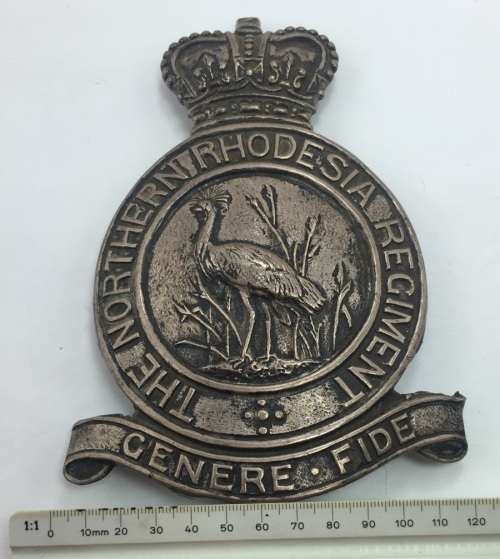 THE NORTHERN RHODESIA REGIMENT
GENERE · FIDE
1:1 0 10mm 20 30 40 50 60 70 80 90 100 110 120